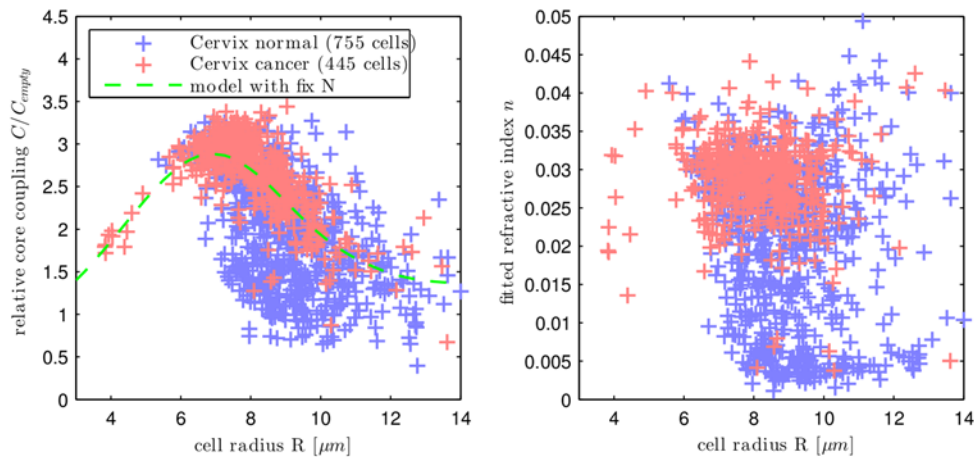 4.5
4
3.5
3
2.5
2
1.5
1
0.5
0
relative core coupling C/C_empty
Cervix normal (755 cells)
Cervix cancer (445 cells)
model with fix N
4 6 8 10 12 14
cell radius R [μm]
0.05
0.045
0.04
0.035
0.03
0.025
0.02
0.015
0.01
0.005
0
fitted refractive index n
4 6 8 10 12 14
cell radius R [μm]